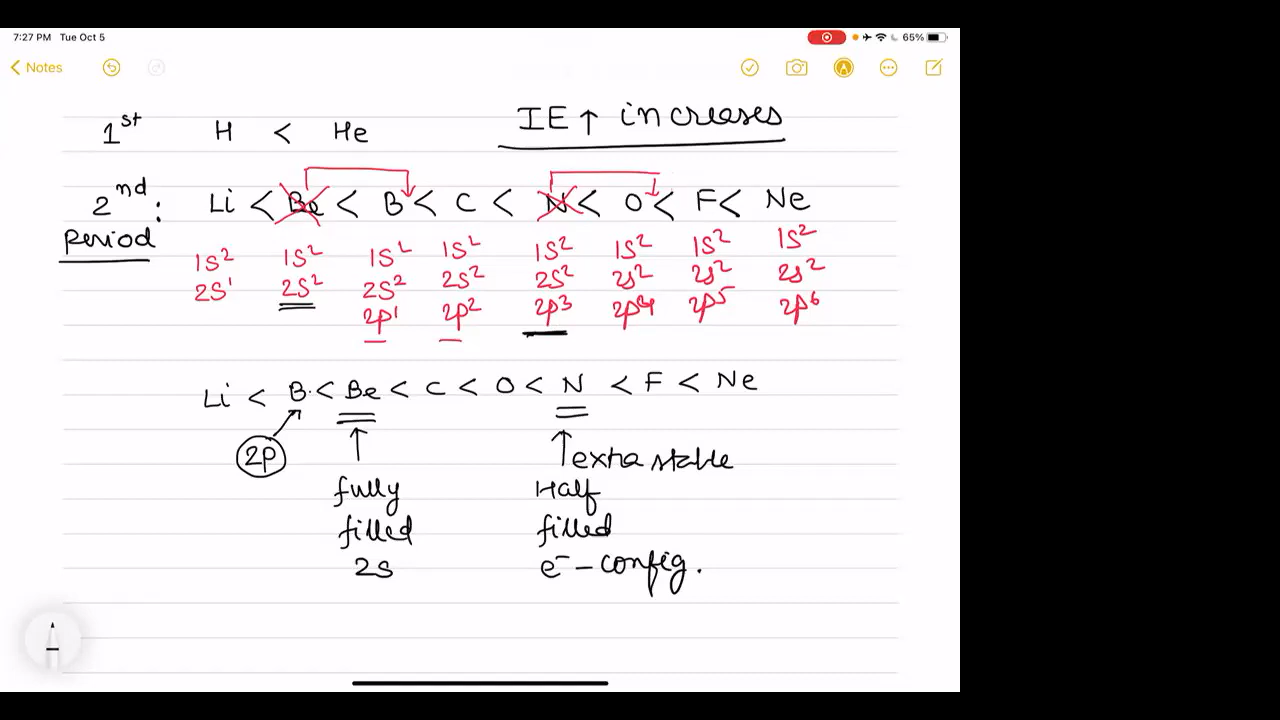 7:27 PM Tue Oct 5 65%
Notes
1st H < He IE ↑ increases
2nd: Li < Be < B < C < N < O < F < Ne
Period
1s² 1s² 1s² 1s² 1s² 1s² 1s² 1s²
2s¹ 2s² 2s² 2s² 2s² 2s² 2s² 2s²
2p¹ 2p² 2p³ 2p⁴ 2p⁵ 2p⁶
Li < B < Be < C < O < N < F < Ne
2p ↑ ↑ extra stable
fully Half
filled filled
2s e⁻ - config.